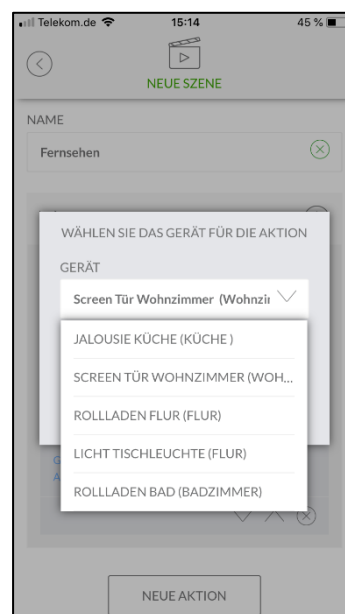 Telekom.de 15:14 45 %
NEUE SZENE
NAME
Fernsehen
WÄHLEN SIE DAS GERÄT FÜR DIE AKTION
GERÄT
Screen Tür Wohnzimmer (Wohnzir
JALOUSIE KÜCHE (KÜCHE )
SCREEN TÜR WOHNZIMMER (WOH...
ROLLLADEN FLUR (FLUR)
LICHT TISCHLEUCHTE (FLUR)
ROLLLADEN BAD (BADZIMMER)
G
A
NEUE AKTION